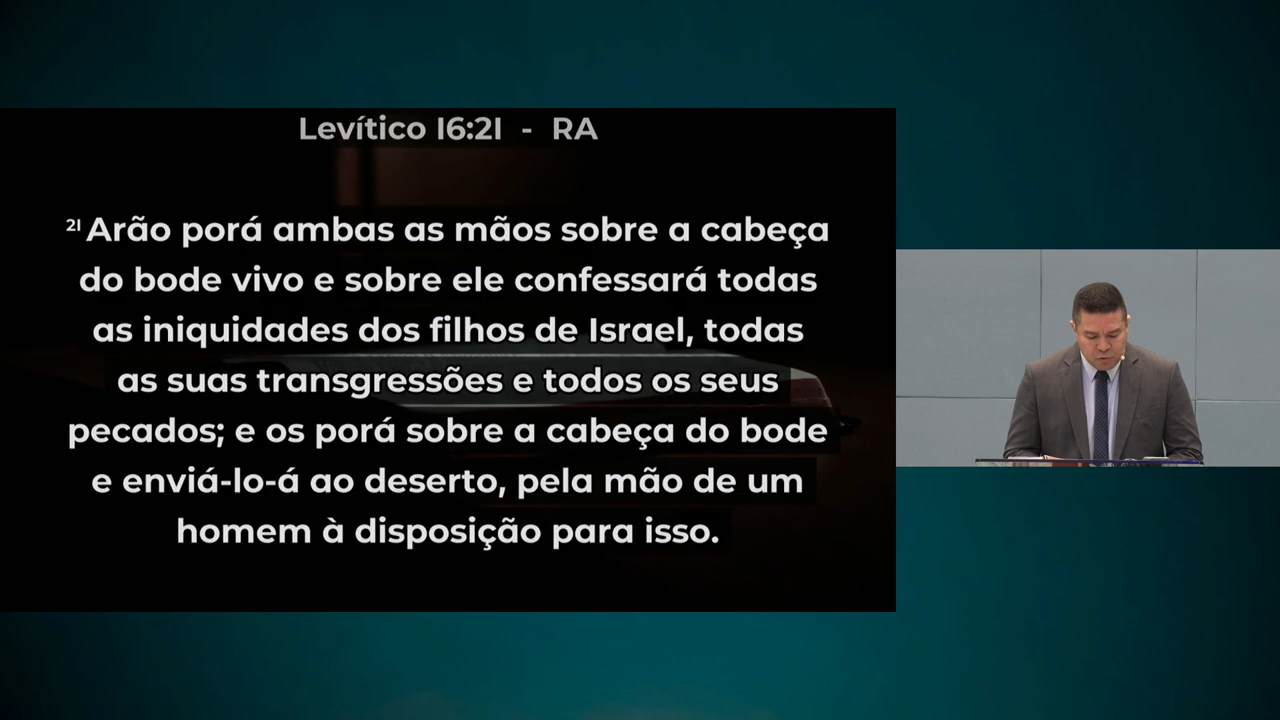 Levítico 16:21 - RA
21 Arão porá ambas as mãos sobre a cabeça
do bode vivo e sobre ele confessará todas
as iniquidades dos filhos de Israel, todas
as suas transgressões e todos os seus
pecados; e os porá sobre a cabeça do bode
e enviá-lo-á ao deserto, pela mão de um
homem à disposição para isso.